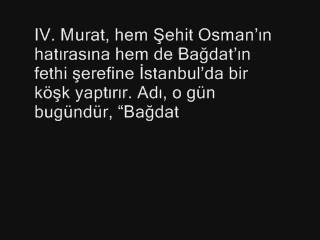 IV. Murat, hem Şehit Osman’ın
hatırasına hem de Bağdat’ın
fethi şerefine İstanbul’da bir
köşk yaptırır. Adı, o gün
bugündür, “Bağdat